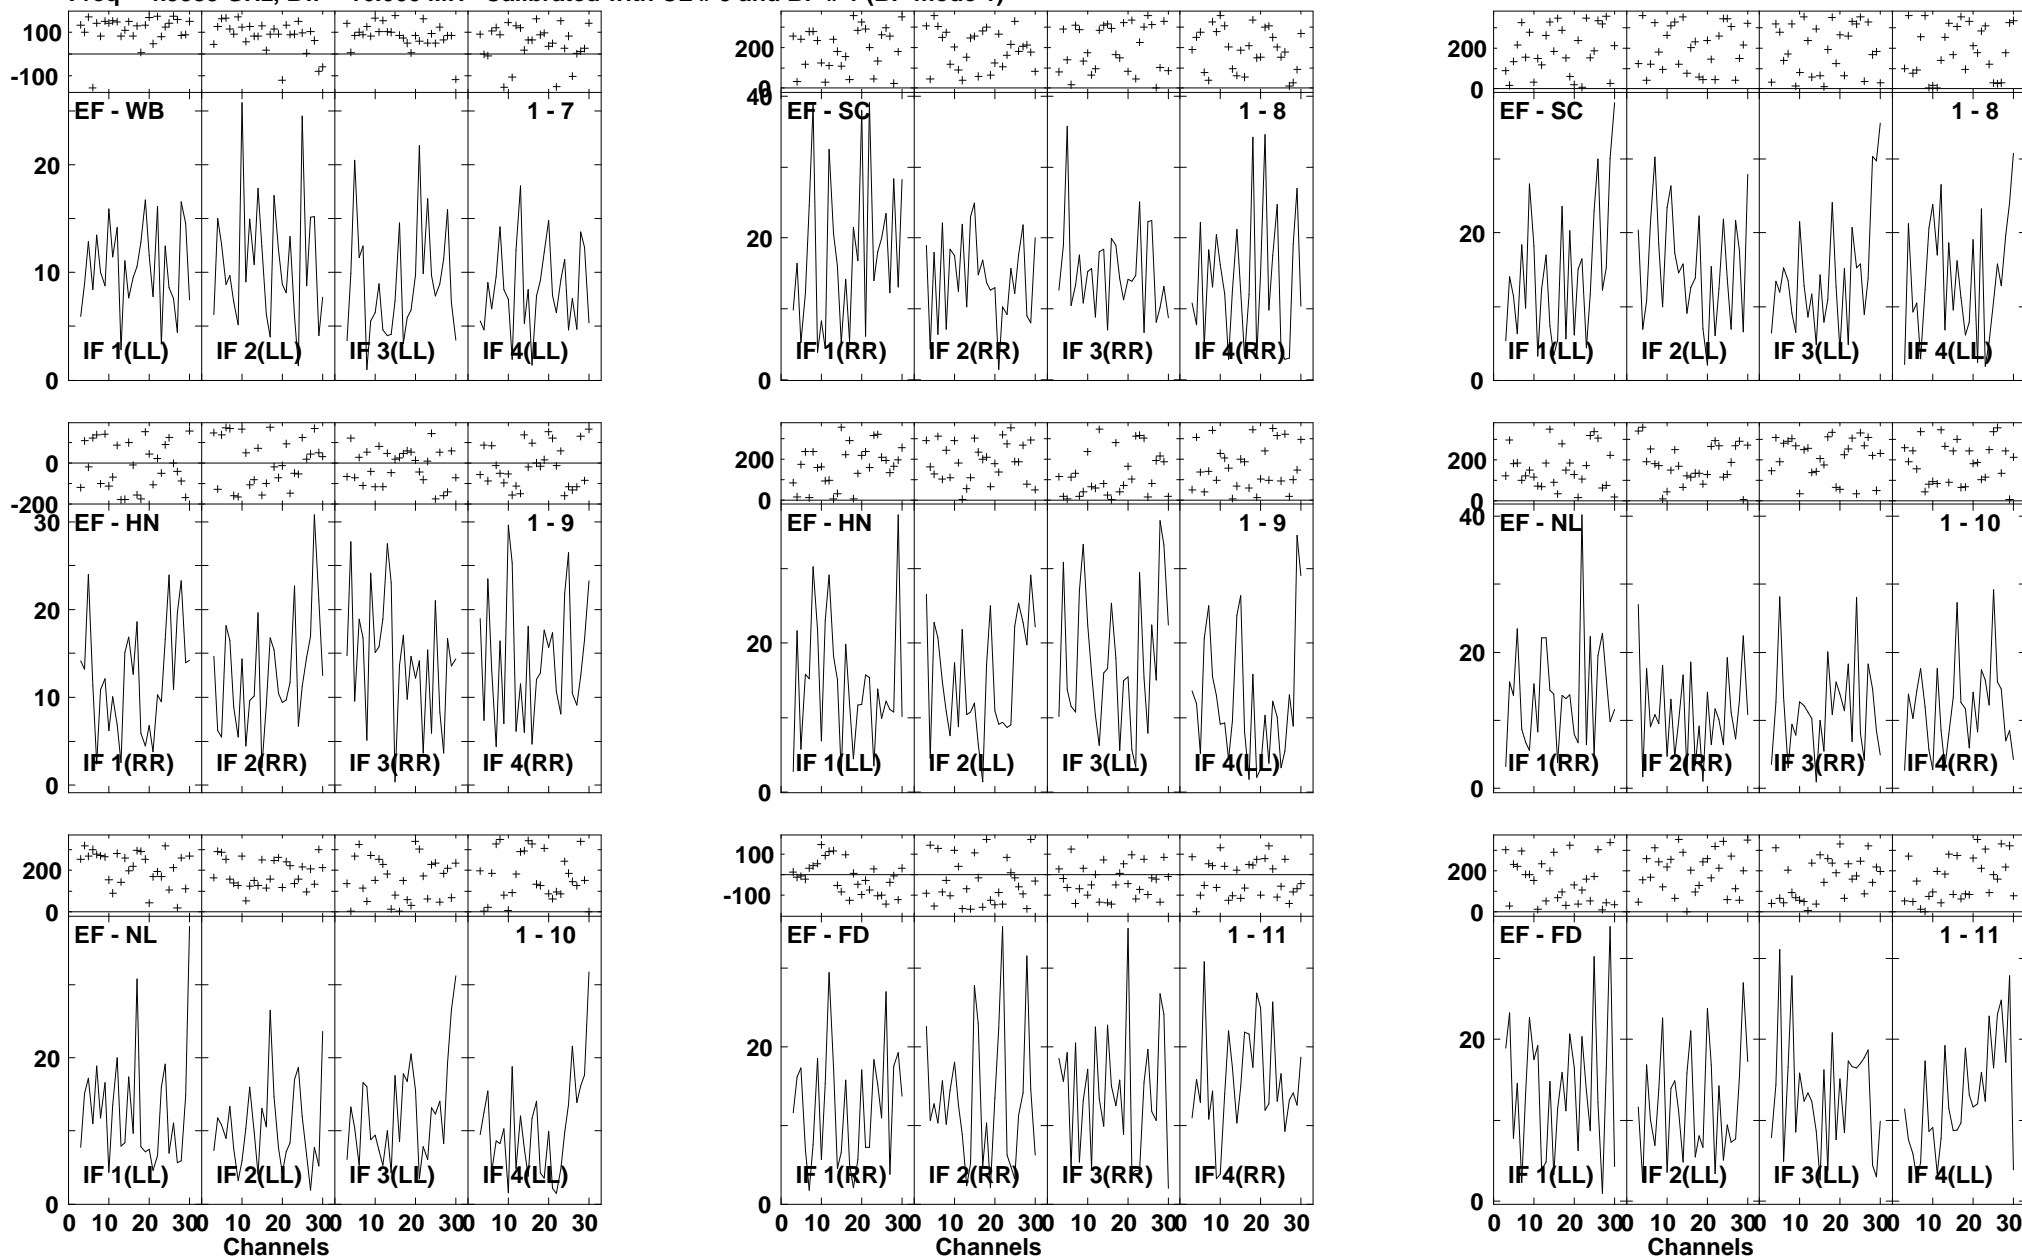 100
-100
EF - WB 1 - 7
20
10
0
IF 1(LL) IF 2(LL) IF 3(LL) IF 4(LL)
200
0
40
EF - SC 1 - 8
20
0
IF 1(RR) IF 2(RR) IF 3(RR) IF 4(RR)
200
0
EF - SC 1 - 8
20
0
IF 1(LL) IF 2(LL) IF 3(LL) IF 4(LL)
0
-200
30
EF - HN 1 - 9
20
10
0
IF 1(RR) IF 2(RR) IF 3(RR) IF 4(RR)
200
0
EF - HN 1 - 9
20
0
IF 1(LL) IF 2(LL) IF 3(LL) IF 4(LL)
200
0
40
EF - NL 1 - 10
20
0
IF 1(RR) IF 2(RR) IF 3(RR) IF 4(RR)
200
0
EF - NL 1 - 10
20
0
IF 1(LL) IF 2(LL) IF 3(LL) IF 4(LL)
0 10 20 30 0 10 20 30 0 10 20 30 0 10 20 30
Channels
100
-100
EF - FD 1 - 11
20
0
IF 1(RR) IF 2(RR) IF 3(RR) IF 4(RR)
0 10 20 30 0 10 20 30 0 10 20 30 0 10 20 30
Channels
200
0
EF - FD 1 - 11
20
0
IF 1(LL) IF 2(LL) IF 3(LL) IF 4(LL)
0 10 20 30 0 10 20 30 0 10 20 30 0 10 20 30
Channels